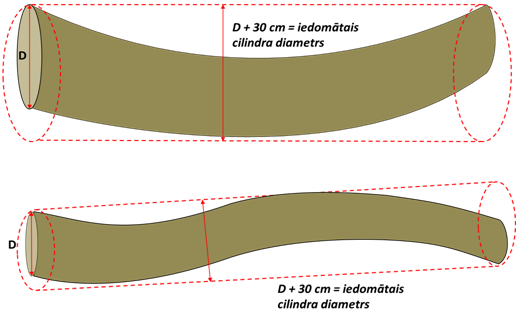 D + 30 cm = iedomātais
cilindra diametrs
D
D
D + 30 cm = iedomātais
cilindra diametrs